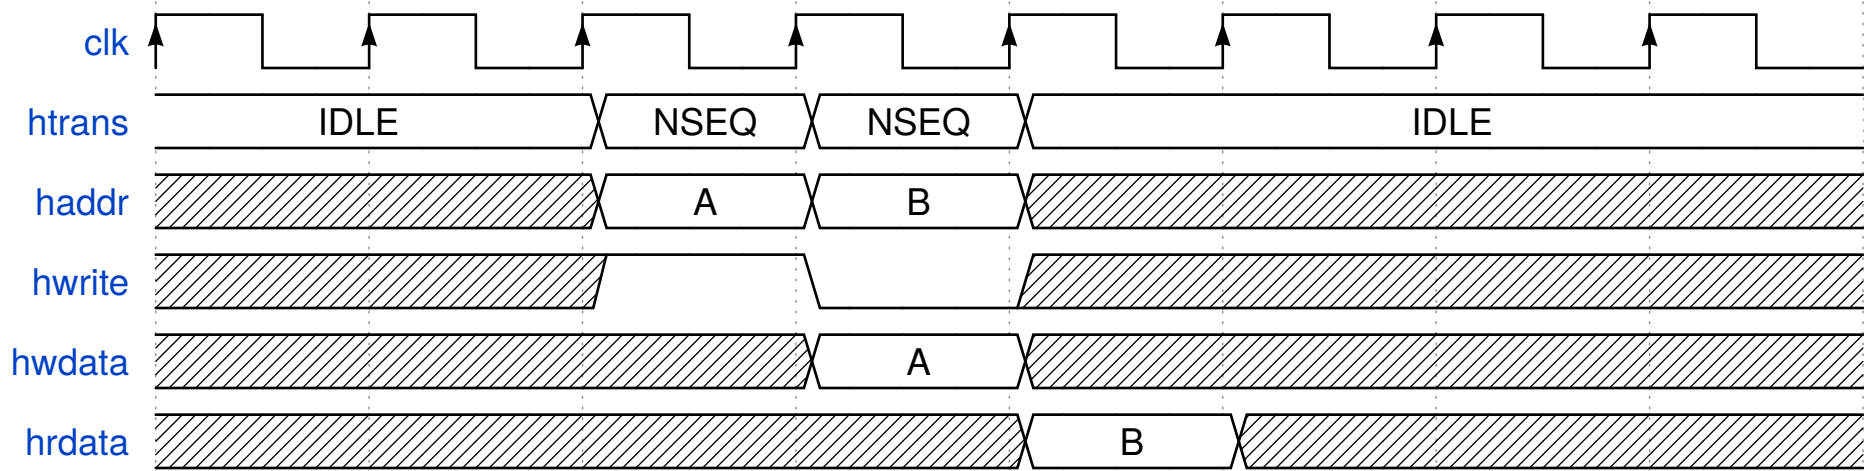 clk
htrans IDLE NSEQ NSEQ IDLE
haddr A B
hwrite
hwdata A
hrdata B